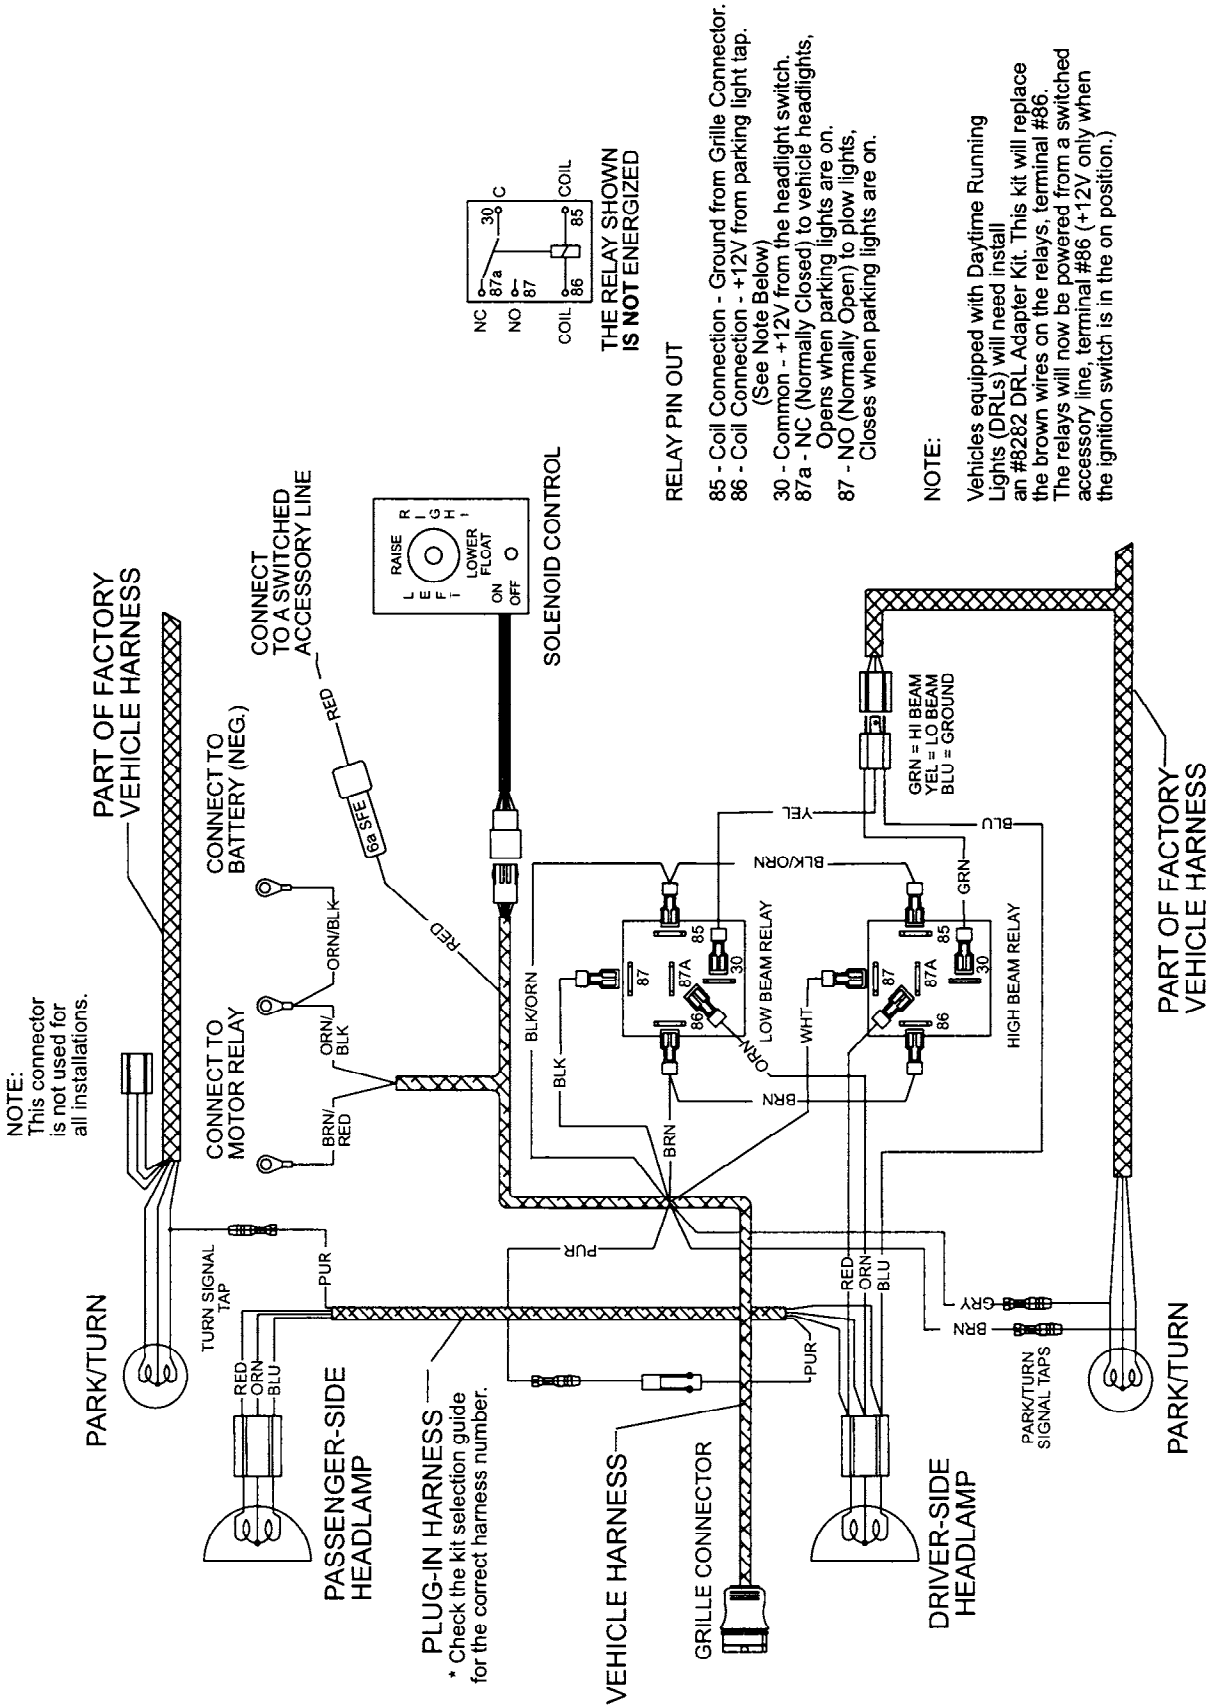 NOTE:
This connector
is not used for
all installations.
PART OF FACTORY
VEHICLE HARNESS
PARK/TURN
TURN SIGNAL
TAP
PUR
CONNECT TO
MOTOR RELAY
CONNECT TO
BATTERY (NEG.)
CONNECT
TO A SWITCHED
ACCESSORY LINE
BRN/
RED
ORN/
BLK
ORN/BLK
RED
6a SFE
RED
RED
ORN
BLU
PASSENGER-SIDE
HEADLAMP
PLUG-IN HARNESS
* Check the kit selection guide
for the correct harness number.
RAISE
LEFT
RIGHT
LOWER
FLOAT
ON
OFF
SOLENOID CONTROL
NC
NO
COIL
87a
87
86
30
85
C
COIL
THE RELAY SHOWN
IS NOT ENERGIZED
BLK/ORN
BLK
BRN
PUR
PUR
87
87A
86
85
30
LOW BEAM RELAY
ORN
YEL
BLK/ORN
WHT
BRN
87
87A
86
85
30
HIGH BEAM RELAY
GRN
BLU
GRN = HI BEAM
YEL = LO BEAM
BLU = GROUND
RELAY PIN OUT
85 - Coil Connection - Ground from Grille Connector.
86 - Coil Connection - +12V from parking light tap.
(See Note Below)
30 - Common - +12V from the headlight switch.
87a - NC (Normally Closed) to vehicle headlights,
Opens when parking lights are on.
87 - NO (Normally Open) to plow lights,
Closes when parking lights are on.
NOTE:
Vehicles equipped with Daytime Running
Lights (DRLs) will need install
an #8282 DRL Adapter Kit. This kit will replace
the brown wires on the relays, terminal #86.
The relays will now be powered from a switched
accessory line, terminal #86 (+12V only when
the ignition switch is in the on position.)
VEHICLE HARNESS
GRILLE CONNECTOR
RED
ORN
BLU
DRIVER-SIDE
HEADLAMP
GRY
BRN
PARK/TURN
SIGNAL TAPS
PARK/TURN
PART OF FACTORY
VEHICLE HARNESS